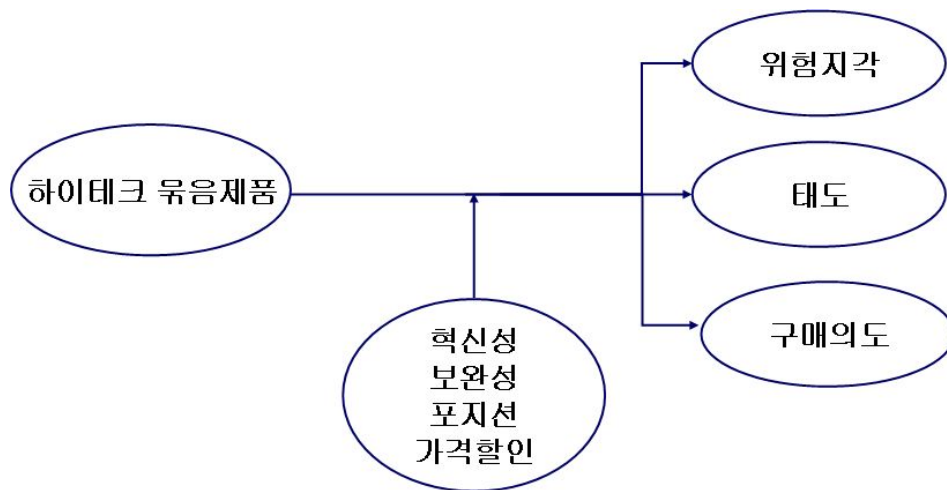 위험지각
하이테크 묶음제품
태도
구매의도
혁신성
보완성
포지션
가격할인